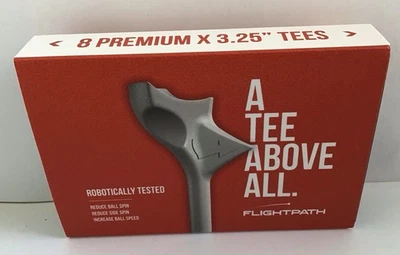 < 8 PREMIUM X 3.25" TEES >
A
TEE
ABOVE
ALL.
FLIGHTPATH
ROBOTICALLY TESTED
REDUCE BALL SPIN
REDUCE SIDE SPIN
INCREASE BALL SPEED